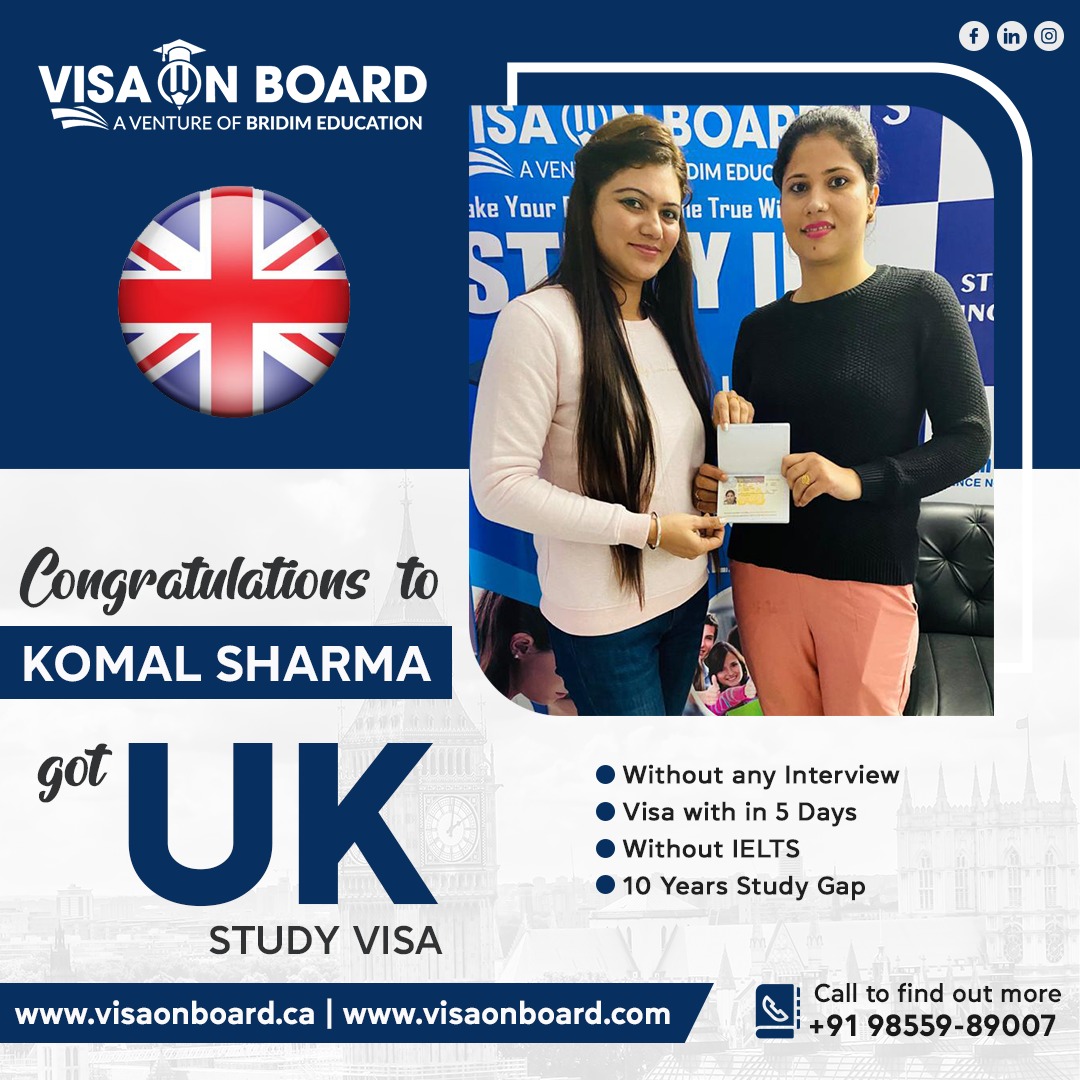 VISA ON BOARD
A VENTURE OF BRIDIM EDUCATION
ISA ON BOAR
A VEN DIM EDUC
ake Your
e True Wi
ST Y I
ST
NCE N
Congratulations to
KOMAL SHARMA
got UK
STUDY VISA
Without any Interview
Visa with in 5 Days
Without IELTS
10 Years Study Gap
www.visaonboard.ca | www.visaonboard.com
Call to find out more
+91 98559-89007